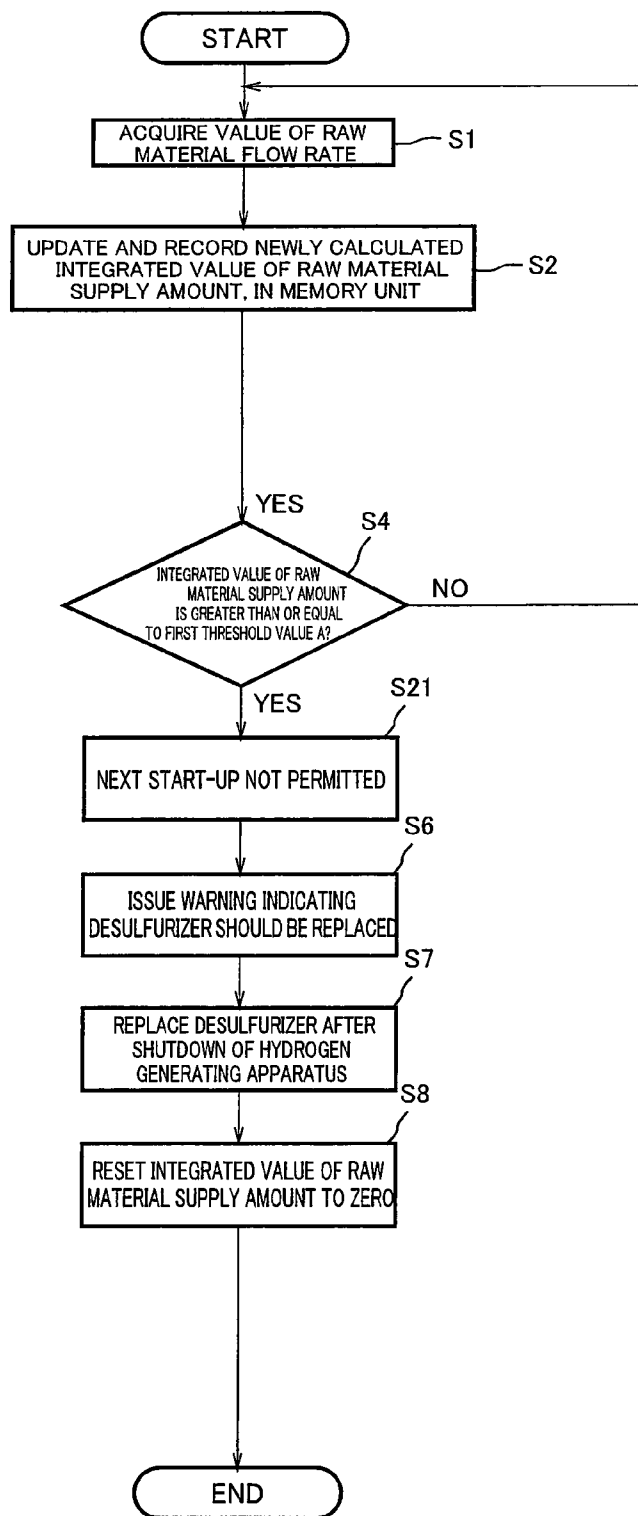 START
ACQUIRE VALUE OF RAW
MATERIAL FLOW RATE
S1
UPDATE AND RECORD NEWLY CALCULATED
INTEGRATED VALUE OF RAW MATERIAL
SUPPLY AMOUNT, IN MEMORY UNIT
S2
YES
S4
INTEGRATED VALUE OF RAW
MATERIAL SUPPLY AMOUNT
IS GREATER THAN OR EQUAL
TO FIRST THRESHOLD VALUE A?
NO
YES
S21
NEXT START-UP NOT PERMITTED
S6
ISSUE WARNING INDICATING
DESULFURIZER SHOULD BE REPLACED
S7
REPLACE DESULFURIZER AFTER
SHUTDOWN OF HYDROGEN
GENERATING APPARATUS
S8
RESET INTEGRATED VALUE OF RAW
MATERIAL SUPPLY AMOUNT TO ZERO
END